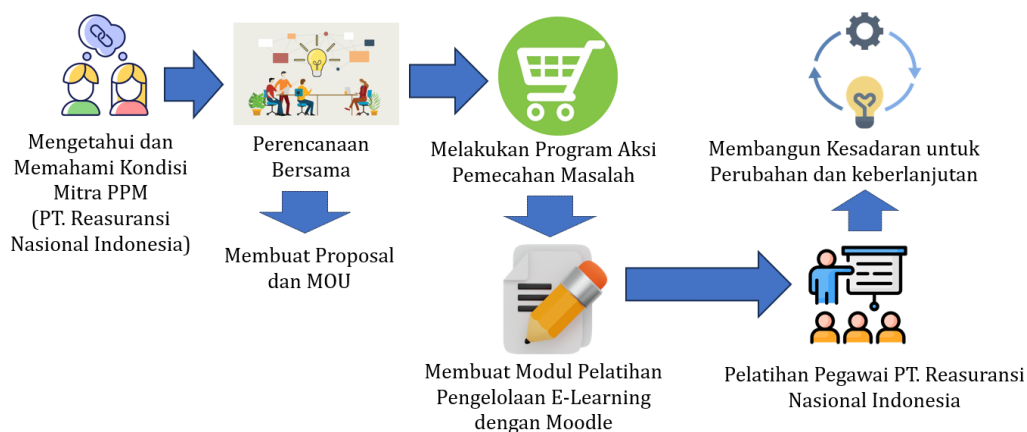 Mengetahui dan
Memahami Kondisi
Mitra PPM
(PT. Reasuransi
Nasional Indonesia)
Perencanaan
Bersama
Membuat Proposal
dan MOU
Melakukan Program Aksi
Pemecahan Masalah
Membuat Modul Pelatihan
Pengelolaan E-Learning
dengan Moodle
Pelatihan Pegawai PT. Reasuransi
Nasional Indonesia
Membangun Kesadaran untuk
Perubahan dan keberlanjutan